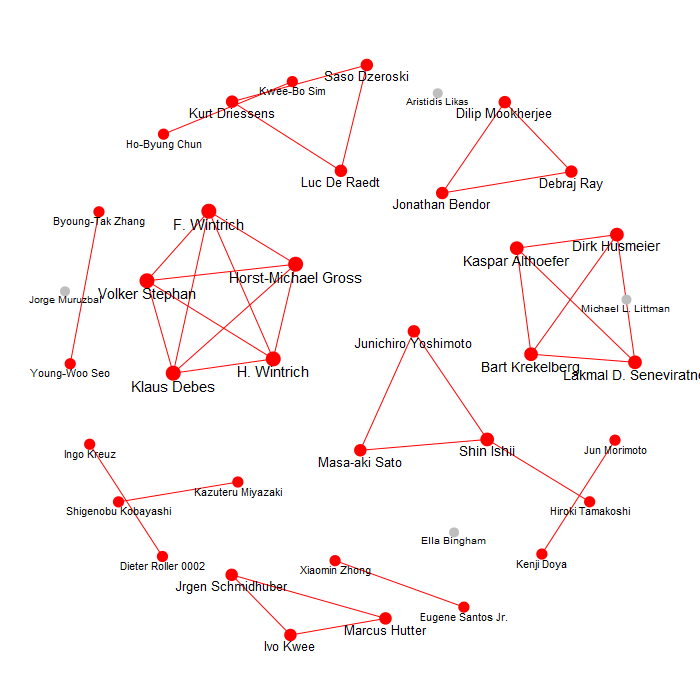 Saso Dzeroski
Kwee-Bo Sim
Aristidis Likas
Kurt Driessens
Dilip Mookherjee
Ho-Byung Chun
Luc De Raedt
Debraj Ray
Jonathan Bendor
Byoung-Tak Zhang
F. Wintrich
Dirk Husmeier
Kaspar Althoefer
Horst-Michael Gross
Volker Stephan
Jorge Muruzbal
Michael L. Littman
Junichiro Yoshimoto
Bart Krekelberg
Young-Woo Seo
H. Wintrich
Lakmal D. Seneviratne
Klaus Debes
Ingo Kreuz
Jun Morimoto
Shin Ishii
Masa-aki Sato
Kazuteru Miyazaki
Shigenobu Kobayashi
Hiroki Tamakoshi
Ella Bingham
Dieter Roller 0002
Kenji Doya
Xiaomin Zhong
Jrgen Schmidhuber
Eugene Santos Jr.
Marcus Hutter
Ivo Kwee